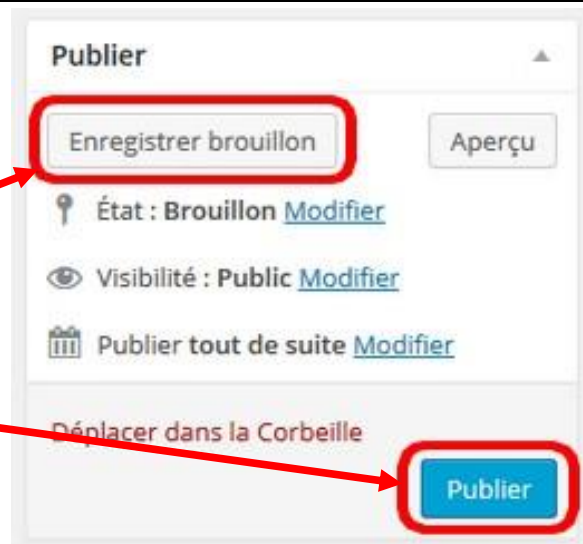 Publier
Enregistrer brouillon Aperçu
État : Brouillon Modifier
Visibilité : Public Modifier
Publier tout de suite Modifier
Déplacer dans la Corbeille
Publier